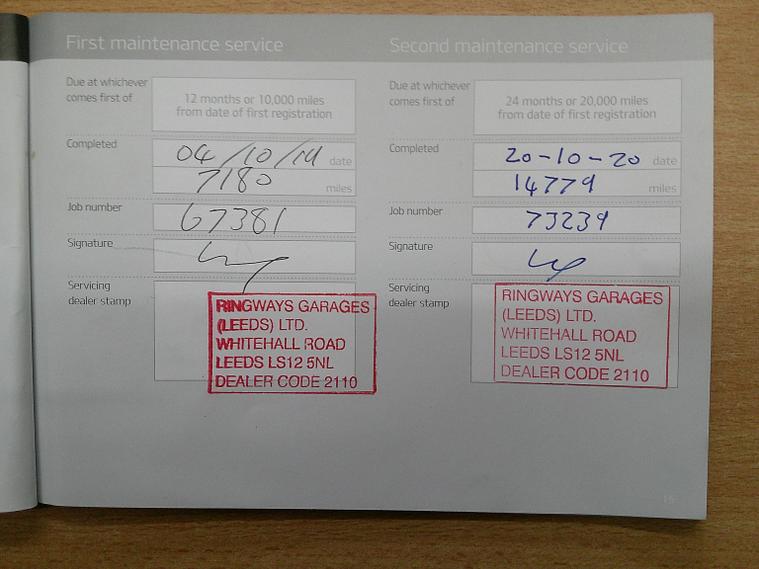 First maintenance service
Due at whichever
comes first of
12 months or 10,000 miles
from date of first registration
Completed
04/10/19 date
7180 miles
Job number
67381
Signature
Servicing
dealer stamp
RINGWAYS GARAGES
(LEEDS) LTD.
WHITEHALL ROAD
LEEDS LS12 5NL
DEALER CODE 2110
Second maintenance service
Due at whichever
comes first of
24 months or 20,000 miles
from date of first registration
Completed
20-10-20 date
14779 miles
Job number
73239
Signature
Servicing
dealer stamp
RINGWAYS GARAGES
(LEEDS) LTD.
WHITEHALL ROAD
LEEDS LS12 5NL
DEALER CODE 2110
15